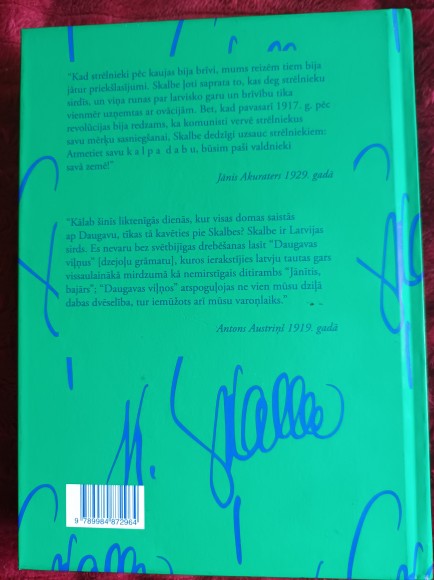 “Kad strēlnieki pēc kaujas bija brīvi, mums reizēm tiem bija
jātur priekšlasījumi. Skalbe ļoti saprata to, kas deg strēlnieku
sirdīs, un viņa runas par latvisko garu un brīvību tika
vienmēr uzņemtas ar ovācijām. Bet, kad pavasarī 1917. g. pēc
revolūcijas bija redzams, ka komunisti vervē strēlniekus
savu mērķu sasniegšanai, Skalbe dedzīgi uzsauc strēlniekiem:
Atmetiet savu k a l p a d a b u, būsim paši valdnieki
savā zemē!”
Jānis Akuraters 1929. gadā
“Kālab šinīs liktenīgās dienās, kur visas domas saistās
ap Daugavu, tīkas tā kavēties pie Skalbes? Skalbe ir Latvijas
sirds. Es nevaru bez svētbijīgas drebēšanas lasīt “Daugavas
viļņus” [dzejoļu grāmatu], kuros ierakstījies latvju tautas gars
vissaulainākā mirdzumā kā nemirstīgais ditirambs “Jānītis,
bajārs”; “Daugavas viļņos” atspoguļojas ne vien mūsu dziļā
dabas dvēselība, tur iemūžots arī mūsu varoņlaiks.”
Antons Austriņš 1919. gadā
K. Skalbe
9 789984 872964